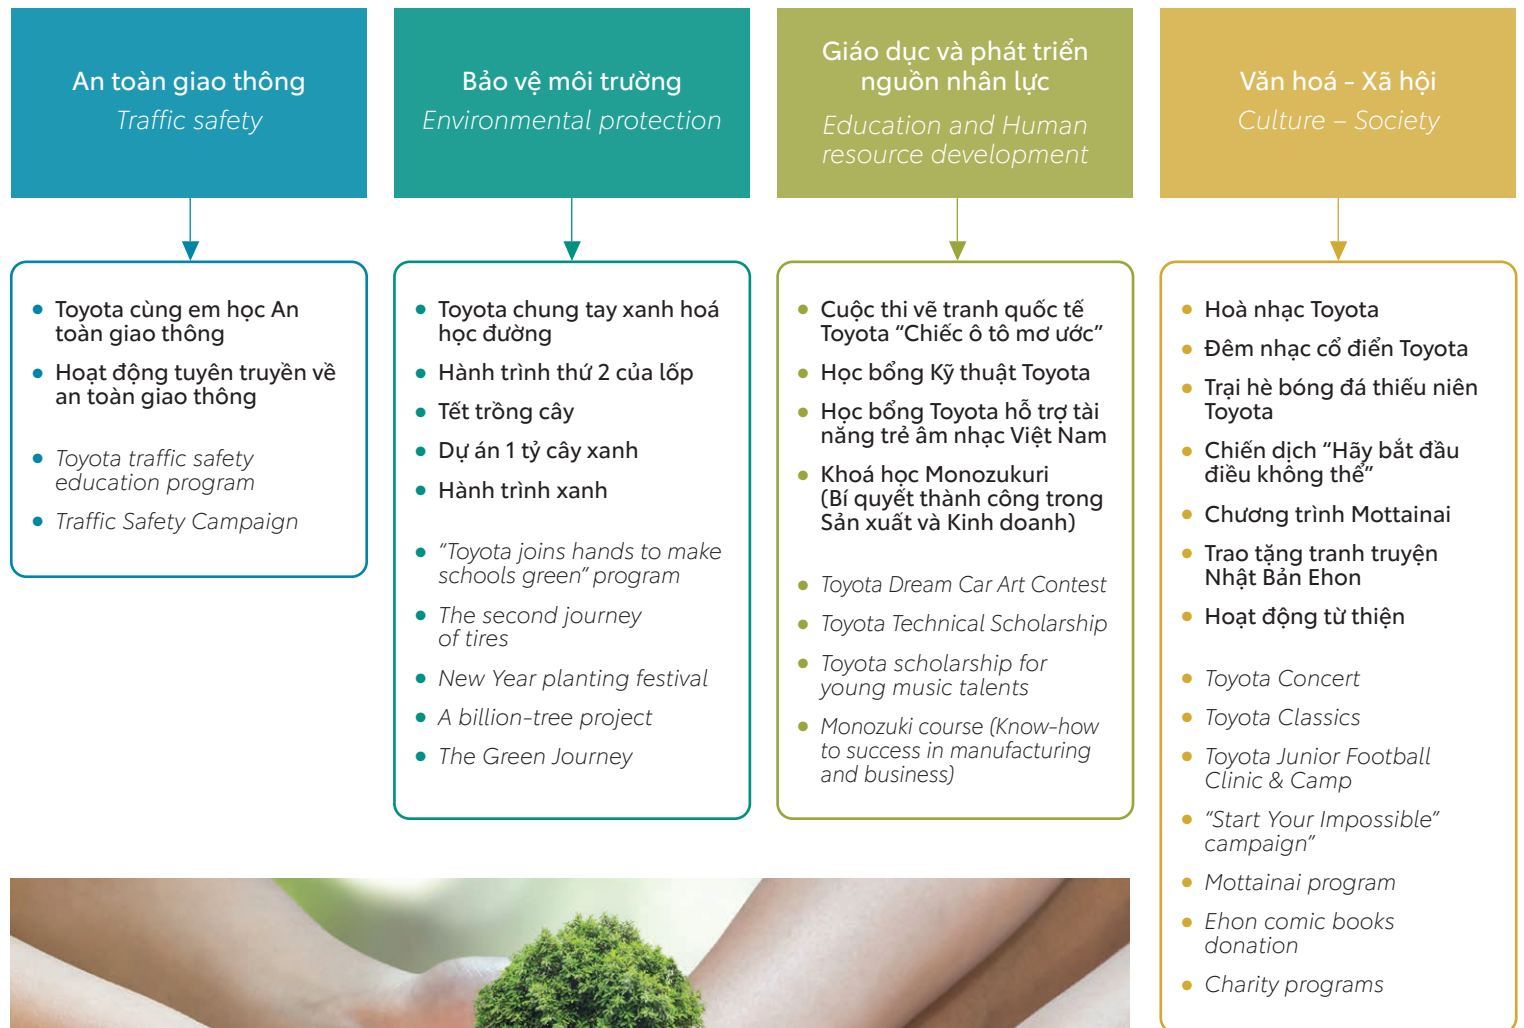 An toàn giao thông
Traffic safety
Toyota cùng em học An
toàn giao thông
Hoạt động tuyên truyền về
an toàn giao thông
Toyota traffic safety
education program
Traffic Safety Campaign
Bảo vệ môi trường
Environmental protection
Toyota chung tay xanh hoá
học đường
Hành trình thứ 2 của lốp
Tết trồng cây
Dự án 1 tỷ cây xanh
Hành trình xanh
“Toyota joins hands to make
schools green” program
The second journey
of tires
New Year planting festival
A billion-tree project
The Green Journey
Giáo dục và phát triển
nguồn nhân lực
Education and Human
resource development
Cuộc thi vẽ tranh quốc tế
Toyota “Chiếc ô tô mơ ước”
Học bổng Kỹ thuật Toyota
Học bổng Toyota hỗ trợ tài
năng trẻ âm nhạc Việt Nam
Khoá học Monozukuri
(Bí quyết thành công trong
Sản xuất và Kinh doanh)
Toyota Dream Car Art Contest
Toyota Technical Scholarship
Toyota scholarship for
young music talents
Monozuki course (Know-how
to success in manufacturing
and business)
Văn hoá - Xã hội
Culture – Society
Hoà nhạc Toyota
Đêm nhạc cổ điển Toyota
Trại hè bóng đá thiếu niên
Toyota
Chiến dịch “Hãy bắt đầu
điều không thể”
Chương trình Mottainai
Trao tặng tranh truyện
Nhật Bản Ehon
Hoạt động từ thiện
Toyota Concert
Toyota Classics
Toyota Junior Football
Clinic & Camp
“Start Your Impossible”
campaign”
Mottainai program
Ehon comic books
donation
Charity programs